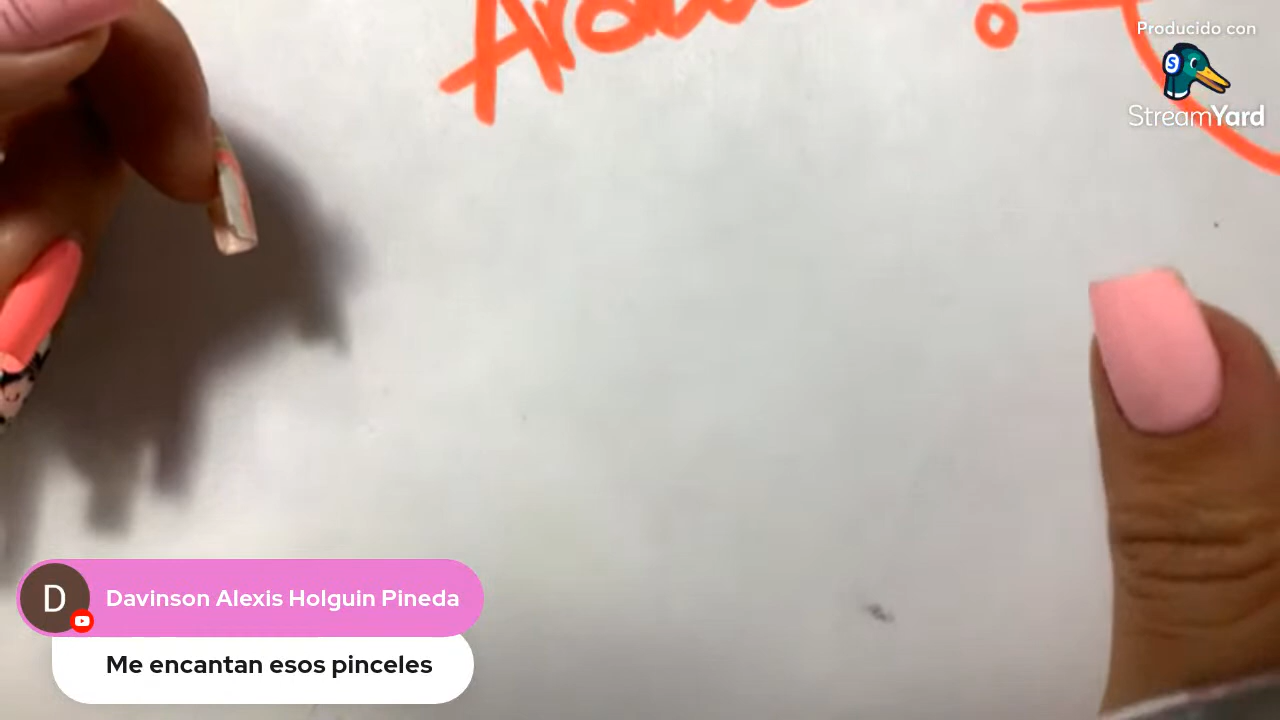 Producido con
StreamYard
Davinson Alexis Holguin Pineda
Me encantan esos pinceles